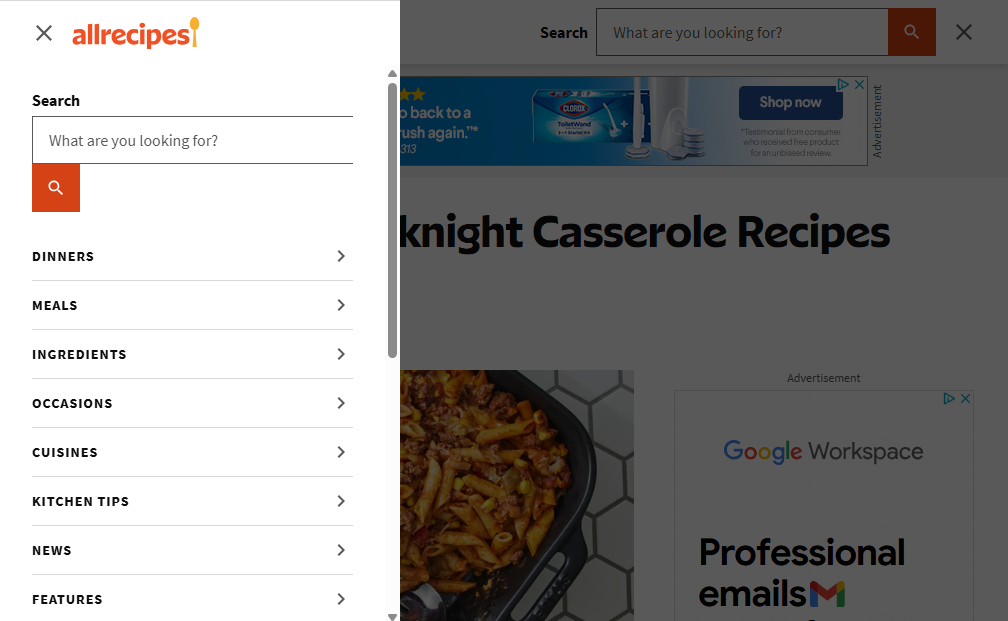 allrecipes
Search
What are you looking for?
DINNERS
MEALS
INGREDIENTS
OCCASIONS
CUISINES
KITCHEN TIPS
NEWS
FEATURES
Search
What are you looking for?
back to a
rush again.™*
313
CLOROX
ToiletWand
Shop now
*Testimonial from consumer
who received free product
for an unbiased review.
Advertisement
knight Casserole Recipes
Advertisement
Google Workspace
Professional
emails